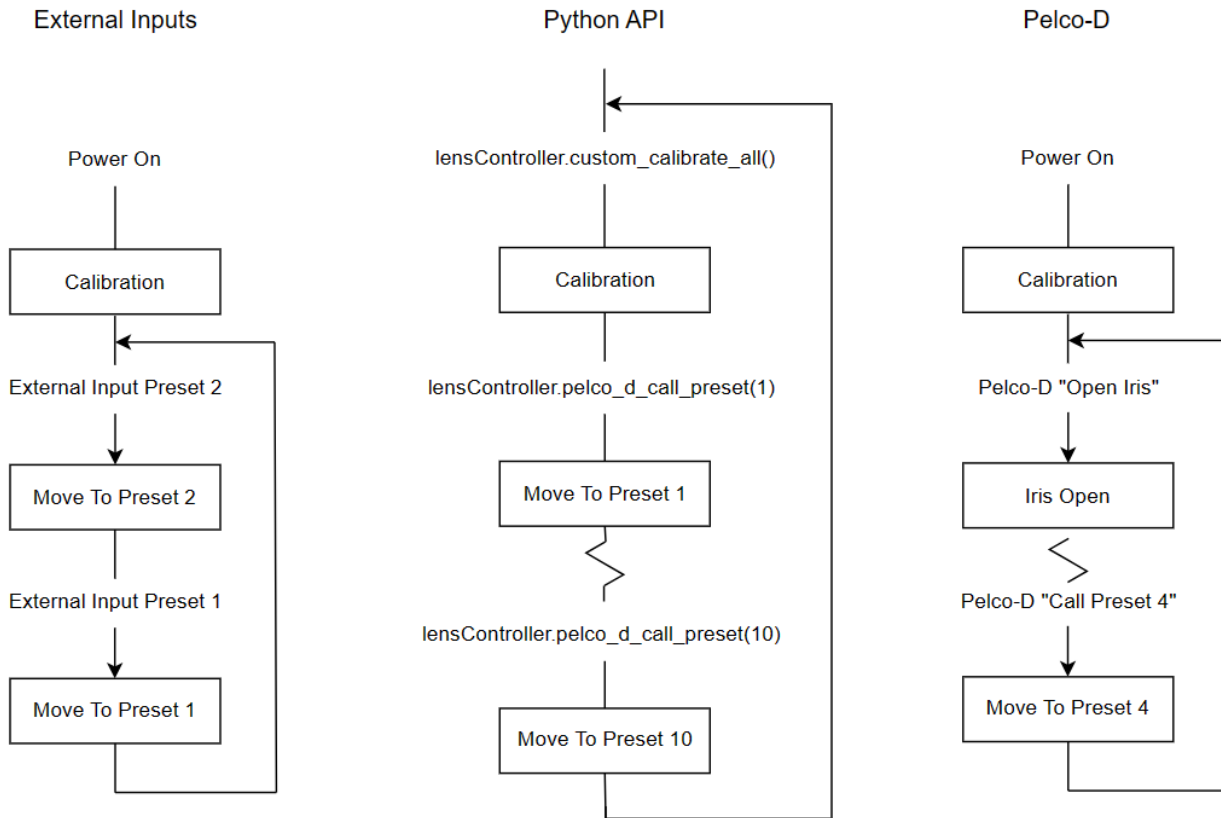 External Inputs
Power On
Calibration
External Input Preset 2
Move To Preset 2
External Input Preset 1
Move To Preset 1
Python API
lensController.custom_calibrate_all()
Calibration
lensController.pelco_d_call_preset(1)
Move To Preset 1
lensController.pelco_d_call_preset(10)
Move To Preset 10
Pelco-D
Power On
Calibration
Pelco-D "Open Iris"
Iris Open
Pelco-D "Call Preset 4"
Move To Preset 4